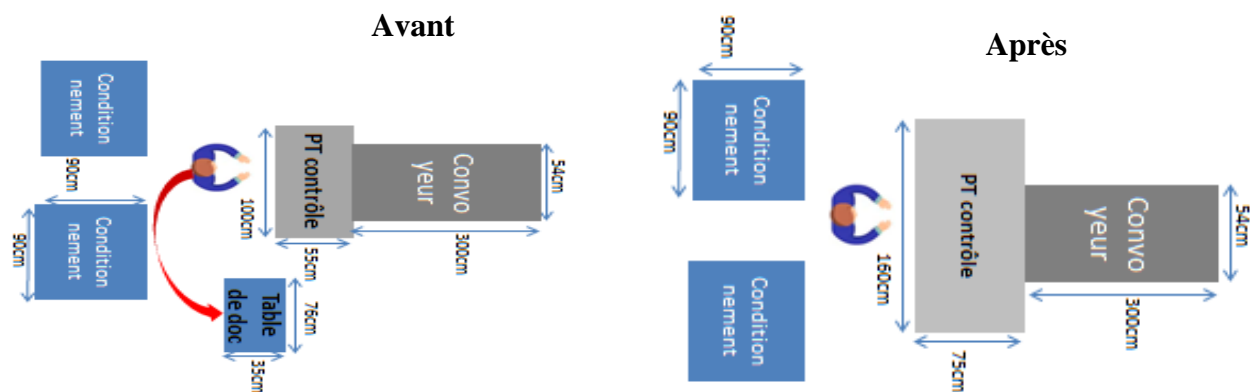 Avant
Condition
nement
90cm
Condition
nement
90cm
PT contrôle
100cm
55cm
Convo
yeur
54cm
300cm
Table
de doc
76cm
35cm
Après
90cm
Condition
nement
90cm
Condition
nement
PT contrôle
160cm
75cm
Convo
yeur
54cm
300cm